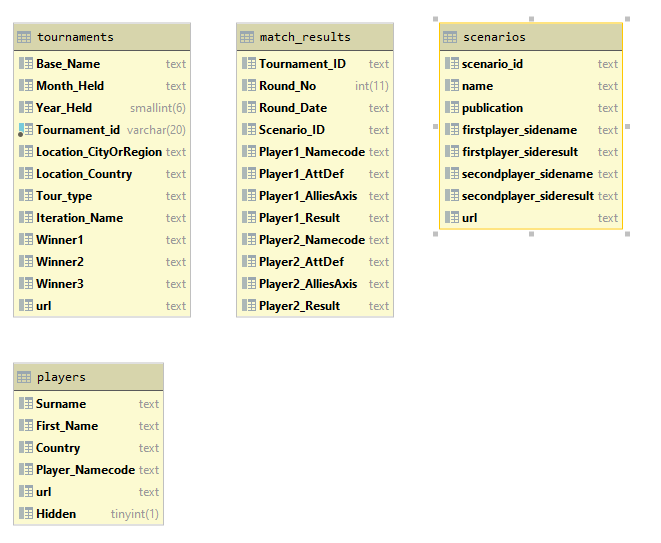 tournaments
Base_Name text
Month_Held text
Year_Held smallint(6)
Tournament_id varchar(20)
Location_CityOrRegion text
Location_Country text
Tour_type text
Iteration_Name text
Winner1 text
Winner2 text
Winner3 text
url text
match_results
Tournament_ID text
Round_No int(11)
Round_Date text
Scenario_ID text
Player1_Namecode text
Player1_AttDef text
Player1_AlliesAxis text
Player1_Result text
Player2_Namecode text
Player2_AttDef text
Player2_AlliesAxis text
Player2_Result text
scenarios
scenario_id text
name text
publication text
firstplayer_sidename text
firstplayer_sideresult text
secondplayer_sidename text
secondplayer_sideresult text
url text
players
Surname text
First_Name text
Country text
Player_Namecode text
url text
Hidden tinyint(1)